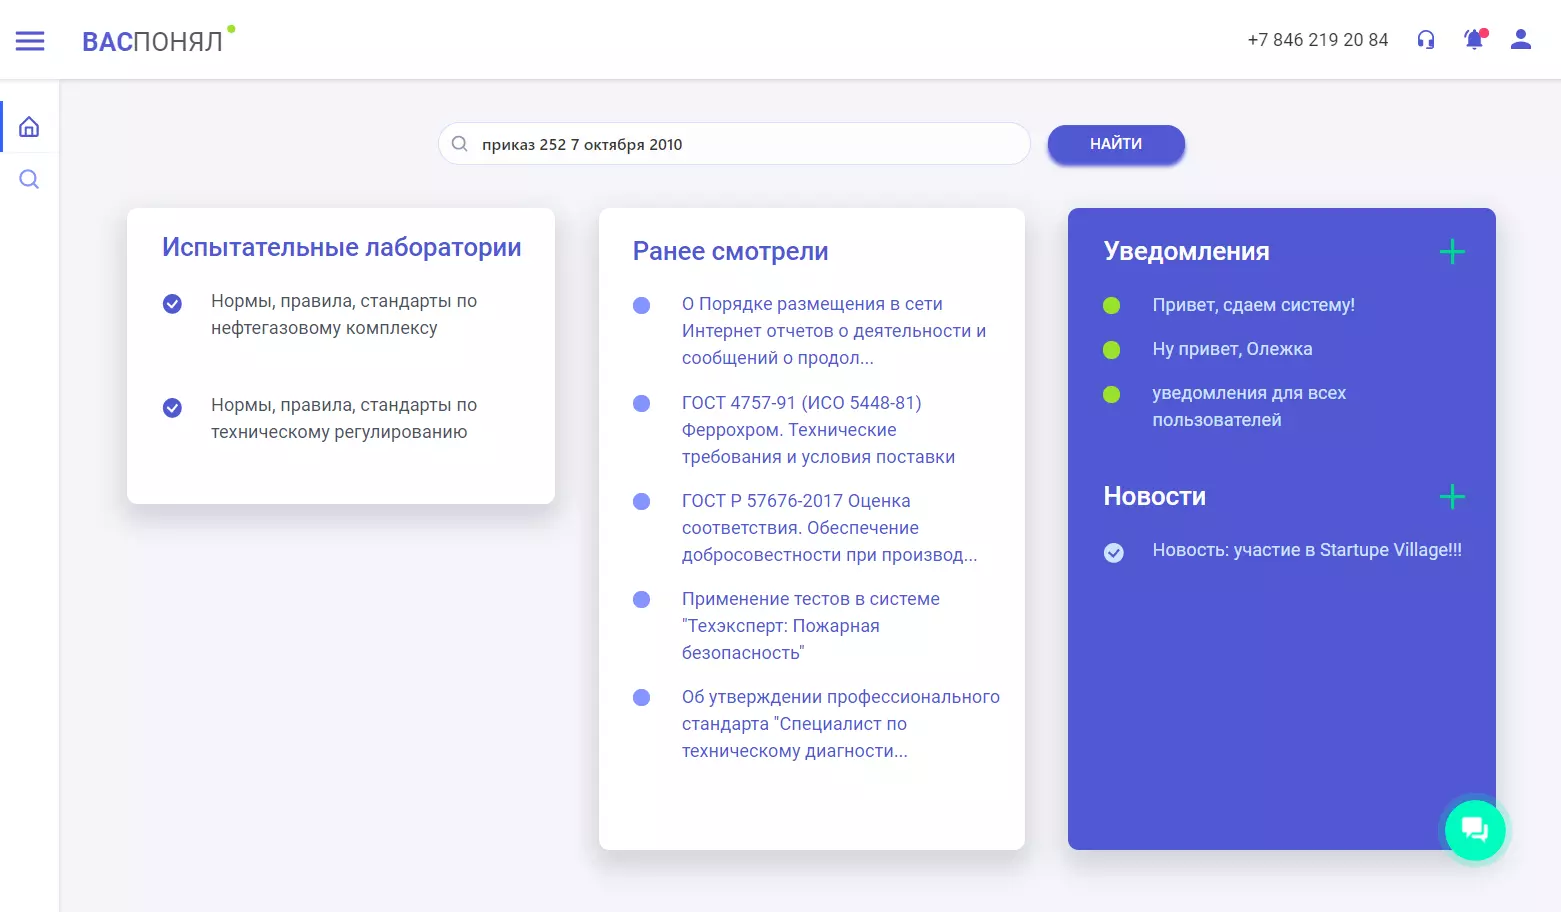 ВАСПОНЯЛ
+7 846 219 20 84
приказ 252 7 октября 2010
НАЙТИ
Испытательные лаборатории
Нормы, правила, стандарты по
нефтегазовому комплексу
Нормы, правила, стандарты по
техническому регулированию
Ранее смотрели
О Порядке размещения в сети
Интернет отчетов о деятельности и
сообщений о продол...
ГОСТ 4757-91 (ИСО 5448-81)
Феррохром. Технические
требования и условия поставки
ГОСТ Р 57676-2017 Оценка
соответствия. Обеспечение
добросовестности при производ...
Применение тестов в системе
"Техэксперт: Пожарная
безопасность"
Об утверждении профессионального
стандарта "Специалист по
техническому диагности...
Уведомления
Привет, сдаем систему!
Ну привет, Олежка
уведомления для всех
пользователей
Новости
Новость: участие в Startupe Village!!!